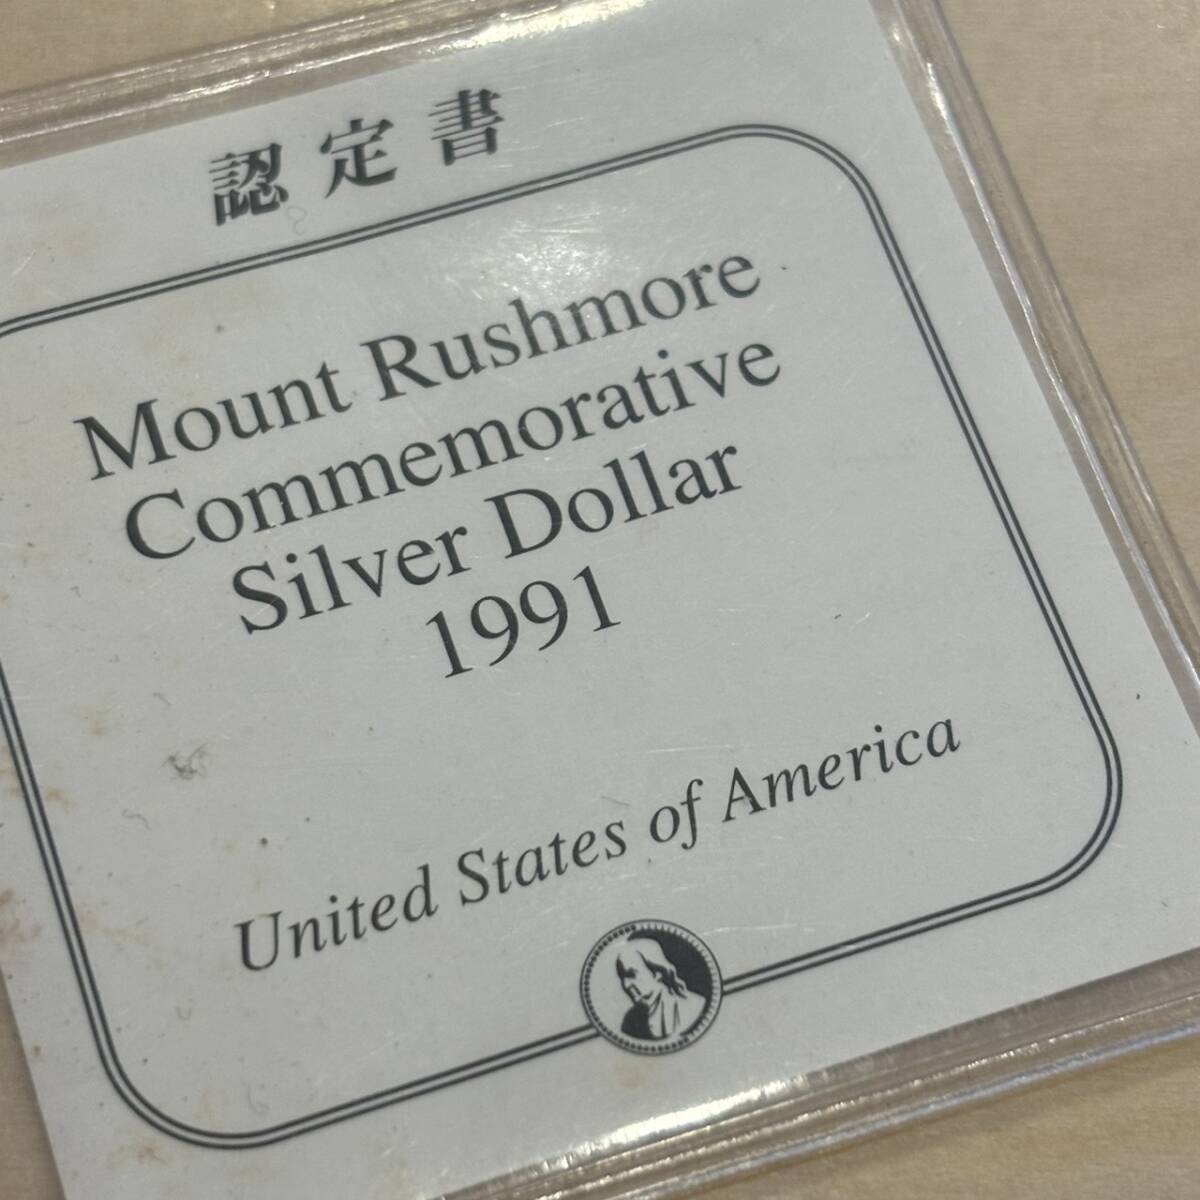 認定書
Mount Rushmore
Commemorative
Silver Dollar
1991
United States of America